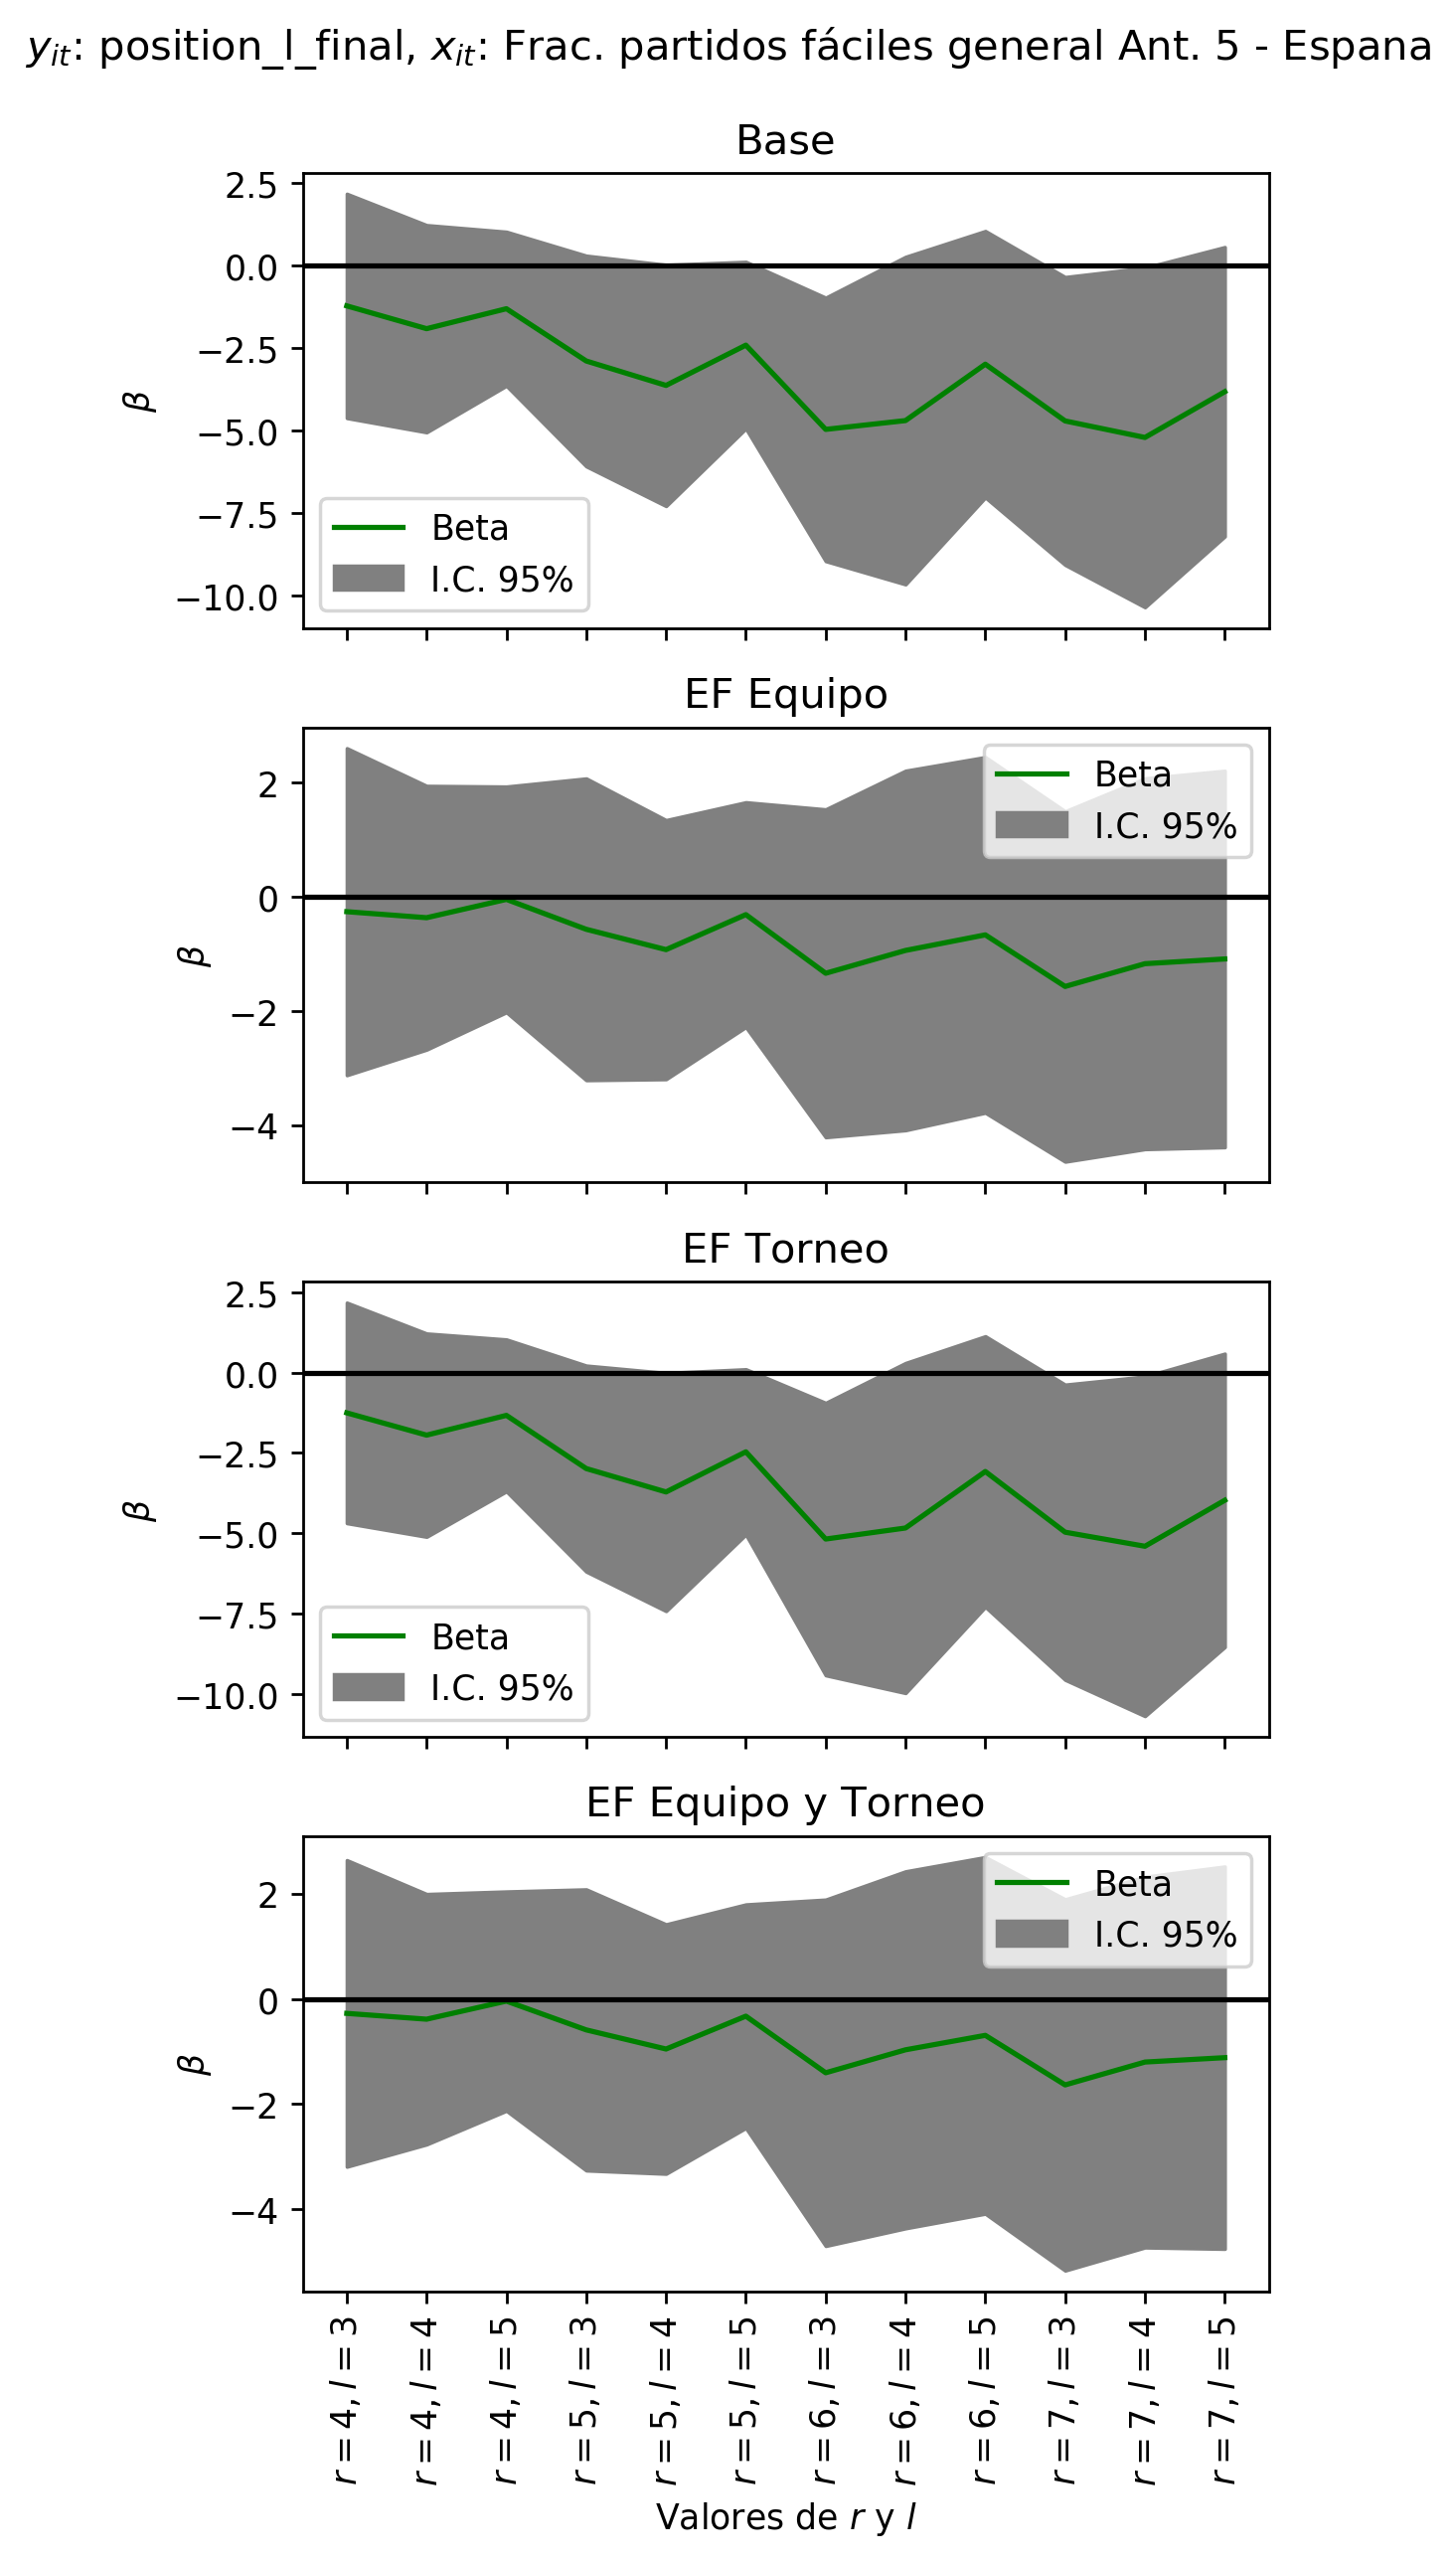 y_it: position_l_final, x_it: Frac. partidos fáciles general Ant. 5 - Espana
Base
2.5
0.0
−2.5
−5.0
−7.5
−10.0
β
Beta
I.C. 95%
EF Equipo
2
0
−2
−4
β
Beta
I.C. 95%
EF Torneo
2.5
0.0
−2.5
−5.0
−7.5
−10.0
β
Beta
I.C. 95%
EF Equipo y Torneo
2
0
−2
−4
β
Beta
I.C. 95%
r = 4, l = 3
r = 4, l = 4
r = 4, l = 5
r = 5, l = 3
r = 5, l = 4
r = 5, l = 5
r = 6, l = 3
r = 6, l = 4
r = 6, l = 5
r = 7, l = 3
r = 7, l = 4
r = 7, l = 5
Valores de r y l